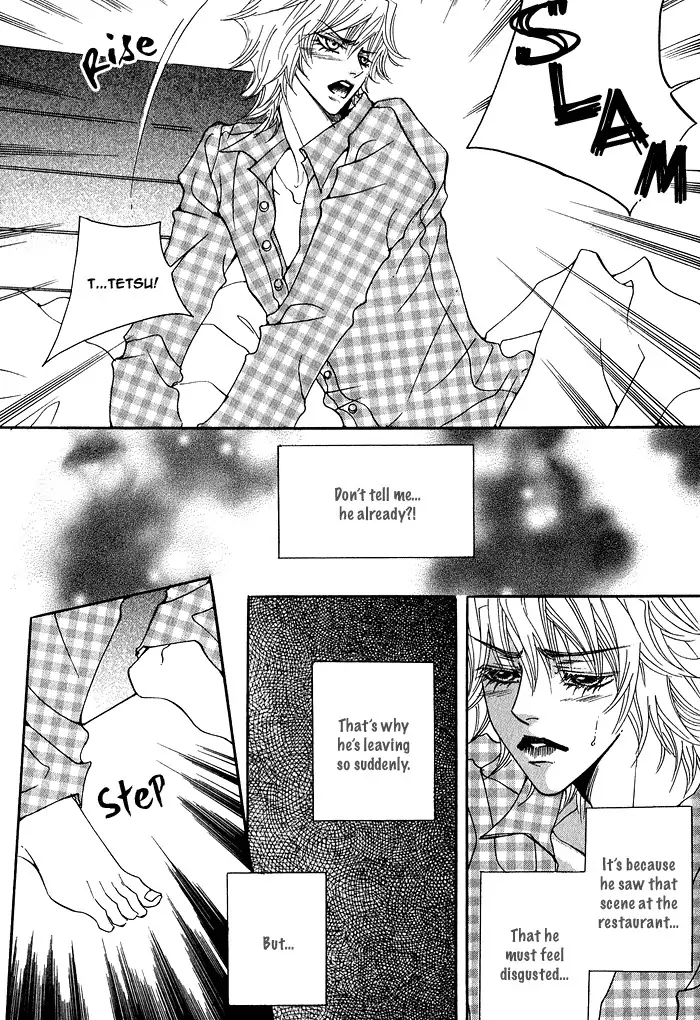 SLAM
Rise
T...TETSU!
Don't tell me...
he already?!
It's because
he saw that
scene at the
restaurant...
That he
must feel
disgusted...
That's why
he's leaving
so suddenly.
But...
Step